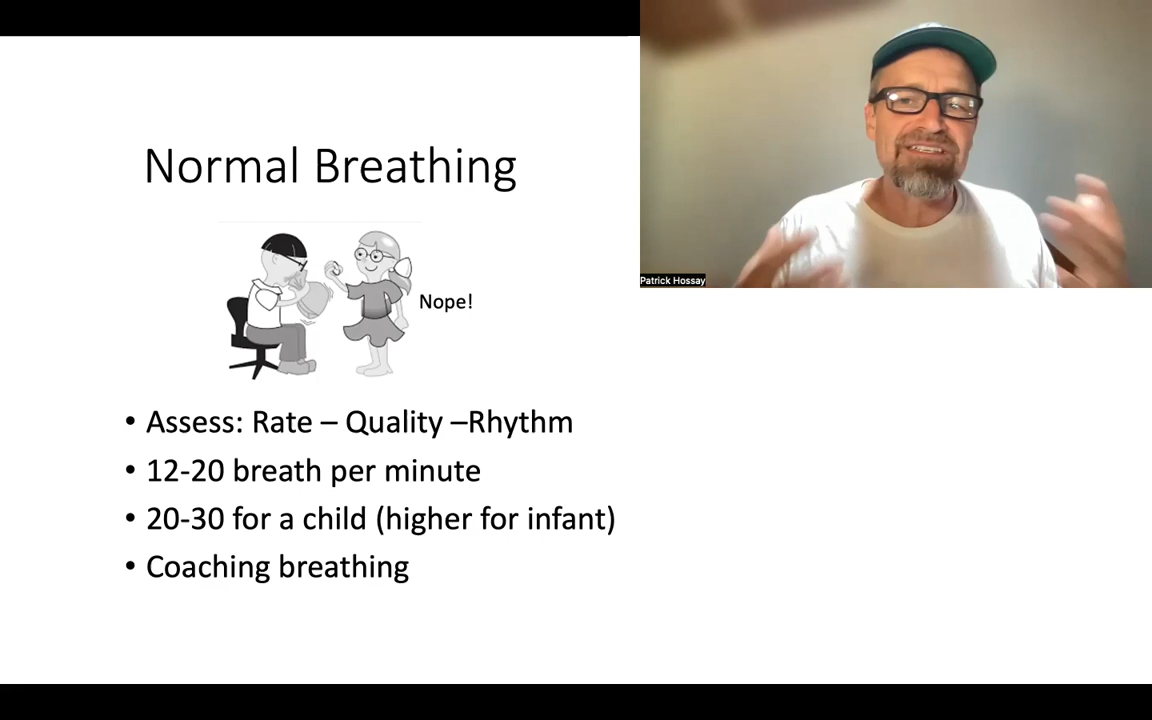 Normal Breathing
Nope!
• Assess: Rate – Quality –Rhythm
• 12-20 breath per minute
• 20-30 for a child (higher for infant)
• Coaching breathing
Patrick Hossay